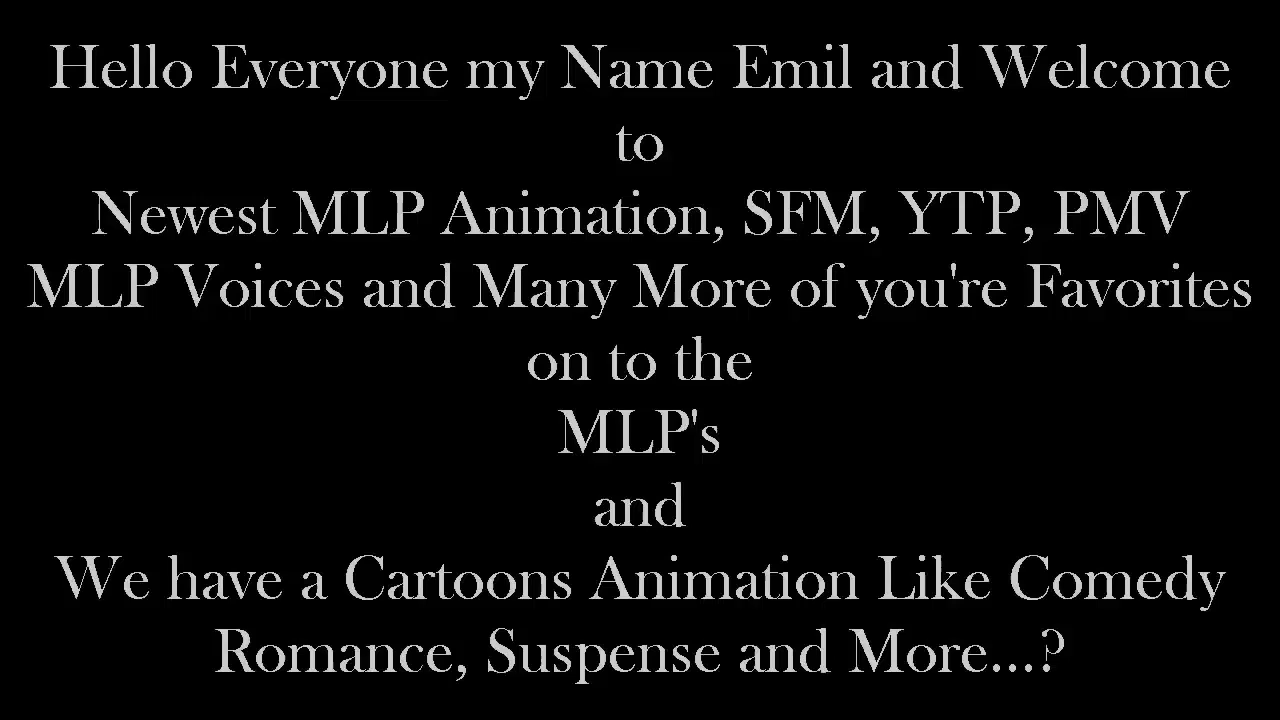 Hello Everyone my Name Emil and Welcome
to
Newest MLP Animation, SFM, YTP, PMV
MLP Voices and Many More of you're Favorites
on to the
MLP's
and
We have a Cartoons Animation Like Comedy
Romance, Suspense and More...?